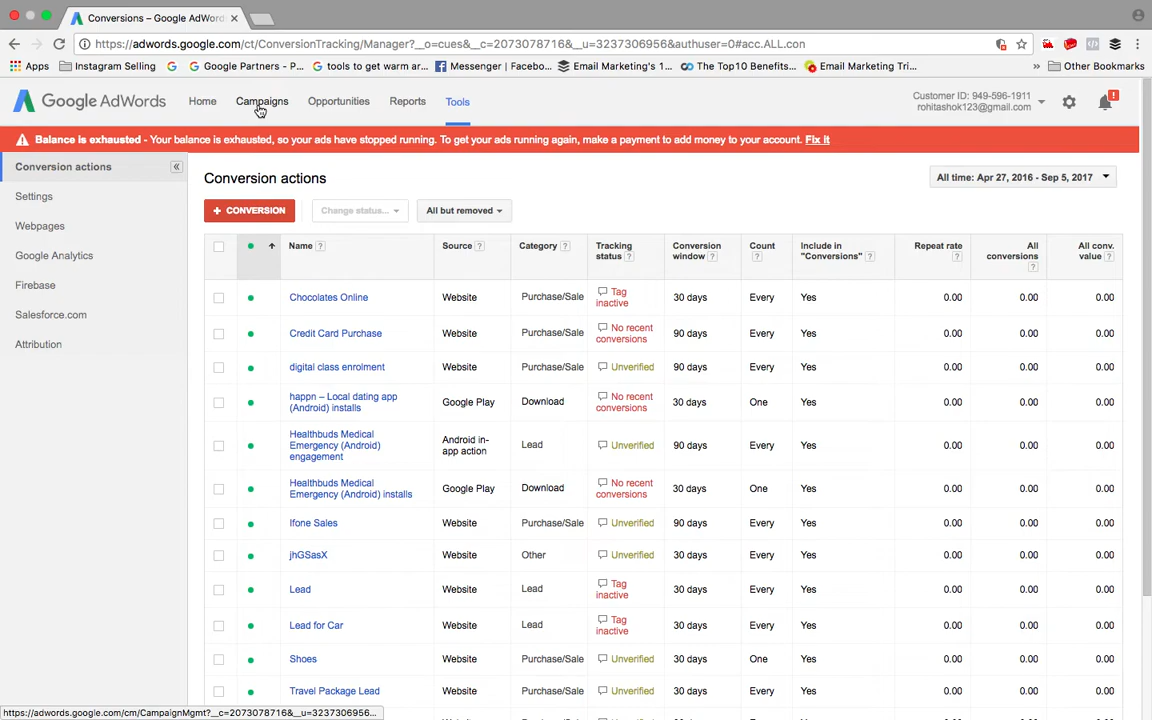 Conversions – Google AdWord
https://adwords.google.com/ct/ConversionTracking/Manager?__o=cues&__c=2073078716&__u=3237306956&authuser=0#acc.ALL.con
Apps Instagram Selling Google Partners - P... tools to get warm ar... Messenger | Facebo... Email Marketing's 1... The Top10 Benefits... Email Marketing Tri... » Other Bookmarks
Google AdWords Home Campaigns Opportunities Reports Tools
Customer ID: 949-596-1911
rohitashok123@gmail.com
!
Balance is exhausted - Your balance is exhausted, so your ads have stopped running. To get your ads running again, make a payment to add money to your account. Fix it
Conversion actions «
Settings
Webpages
Google Analytics
Firebase
Salesforce.com
Attribution
Conversion actions
All time: Apr 27, 2016 - Sep 5, 2017
+ CONVERSION Change status... All but removed
Name ? Source ? Category ? Tracking status ? Conversion window ? Count ? Include in "Conversions" ? Repeat rate ? All conversions ? All conv. value ?
Chocolates Online Website Purchase/Sale Tag inactive 30 days Every Yes 0.00 0.00 0.00
Credit Card Purchase Website Purchase/Sale No recent conversions 90 days Every Yes 0.00 0.00 0.00
digital class enrolment Website Purchase/Sale Unverified 90 days Every Yes 0.00 0.00 0.00
happn – Local dating app (Android) installs Google Play Download No recent conversions 30 days One Yes 0.00 0.00 0.00
Healthbuds Medical Emergency (Android) engagement Android in-app action Lead Unverified 90 days Every Yes 0.00 0.00 0.00
Healthbuds Medical Emergency (Android) installs Google Play Download No recent conversions 30 days One Yes 0.00 0.00 0.00
Ifone Sales Website Purchase/Sale Unverified 90 days Every Yes 0.00 0.00 0.00
jhGSasX Website Other Unverified 30 days Every Yes 0.00 0.00 0.00
Lead Website Lead Tag inactive 30 days Every Yes 0.00 0.00 0.00
Lead for Car Website Lead Tag inactive 30 days Every Yes 0.00 0.00 0.00
Shoes Website Purchase/Sale Unverified 30 days One Yes 0.00 0.00 0.00
Travel Package Lead Website Purchase/Sale Unverified 30 days Every Yes 0.00 0.00 0.00
https://adwords.google.com/cm/CampaignMgmt?__c=2073078716&__u=3237306956...